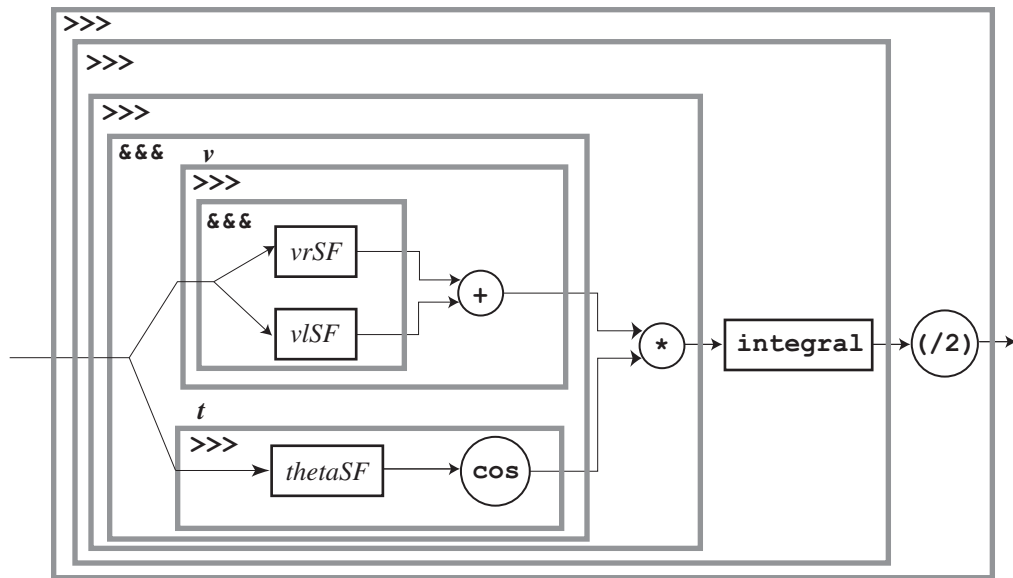 >>>
>>>
>>>
&&& v
>>>
&&&
vrSF
+
vlSF
*
integral
(/2)
t
>>>
thetaSF
cos